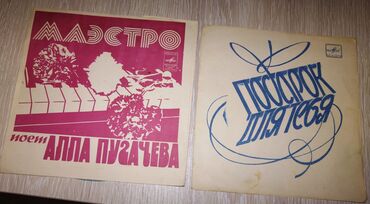 МАЭСТРО
поет
АЛЛА ПУГАЧЕВА
ПОДАРОК
ДЛЯ ТЕБЯ